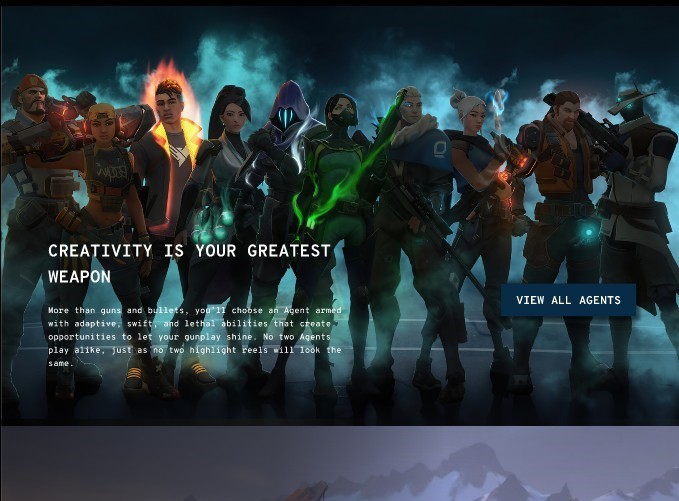 CREATIVITY IS YOUR GREATEST
WEAPON
More than guns and bullets, you'll choose an Agent armed
with adaptive, swift, and lethal abilities that create
opportunities to let your gunplay shine. No two Agents
play alike, just as no two highlight reels will look the
same.
VIEW ALL AGENTS